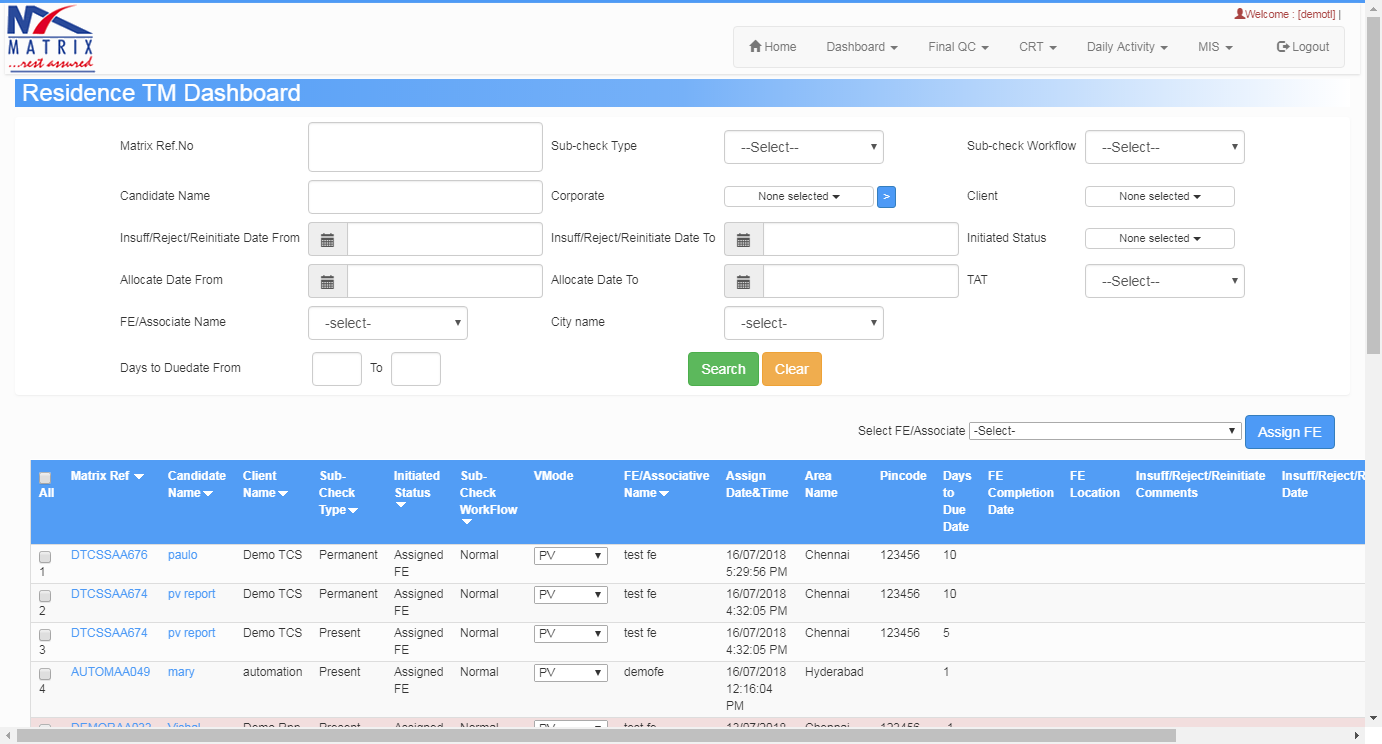 MATRIX
...rest assured
Welcome : [demotl] |
Home Dashboard Final QC CRT Daily Activity MIS Logout
Residence TM Dashboard
Matrix Ref.No Sub-check Type --Select-- Sub-check Workflow --Select--
Candidate Name Corporate None selected > Client None selected
Insuff/Reject/Reinitiate Date From Insuff/Reject/Reinitiate Date To Initiated Status None selected
Allocate Date From Allocate Date To TAT --Select--
FE/Associate Name -select- City name -select-
Days to Duedate From To Search Clear
Select FE/Associate -Select- Assign FE
All Matrix Ref Candidate Name Client Name Sub-Check Type Initiated Status Sub-Check WorkFlow VMode FE/Associative Name Assign Date&Time Area Name Pincode Days to Due Date FE Completion Date FE Location Insuff/Reject/Reinitiate Comments Insuff/Reject/R Date
1 DTCSSAA676 paulo Demo TCS Permanent Assigned FE Normal PV test fe 16/07/2018 5:29:56 PM Chennai 123456 10
2 DTCSSAA674 pv report Demo TCS Permanent Assigned FE Normal PV test fe 16/07/2018 4:32:05 PM Chennai 123456 10
3 DTCSSAA674 pv report Demo TCS Present Assigned FE Normal PV test fe 16/07/2018 4:32:05 PM Chennai 123456 5
4 AUTOMAA049 mary automation Present Assigned FE Normal PV demofe 16/07/2018 12:16:04 PM Hyderabad 1
Present Assigned Normal PV test fe Chennai 123456